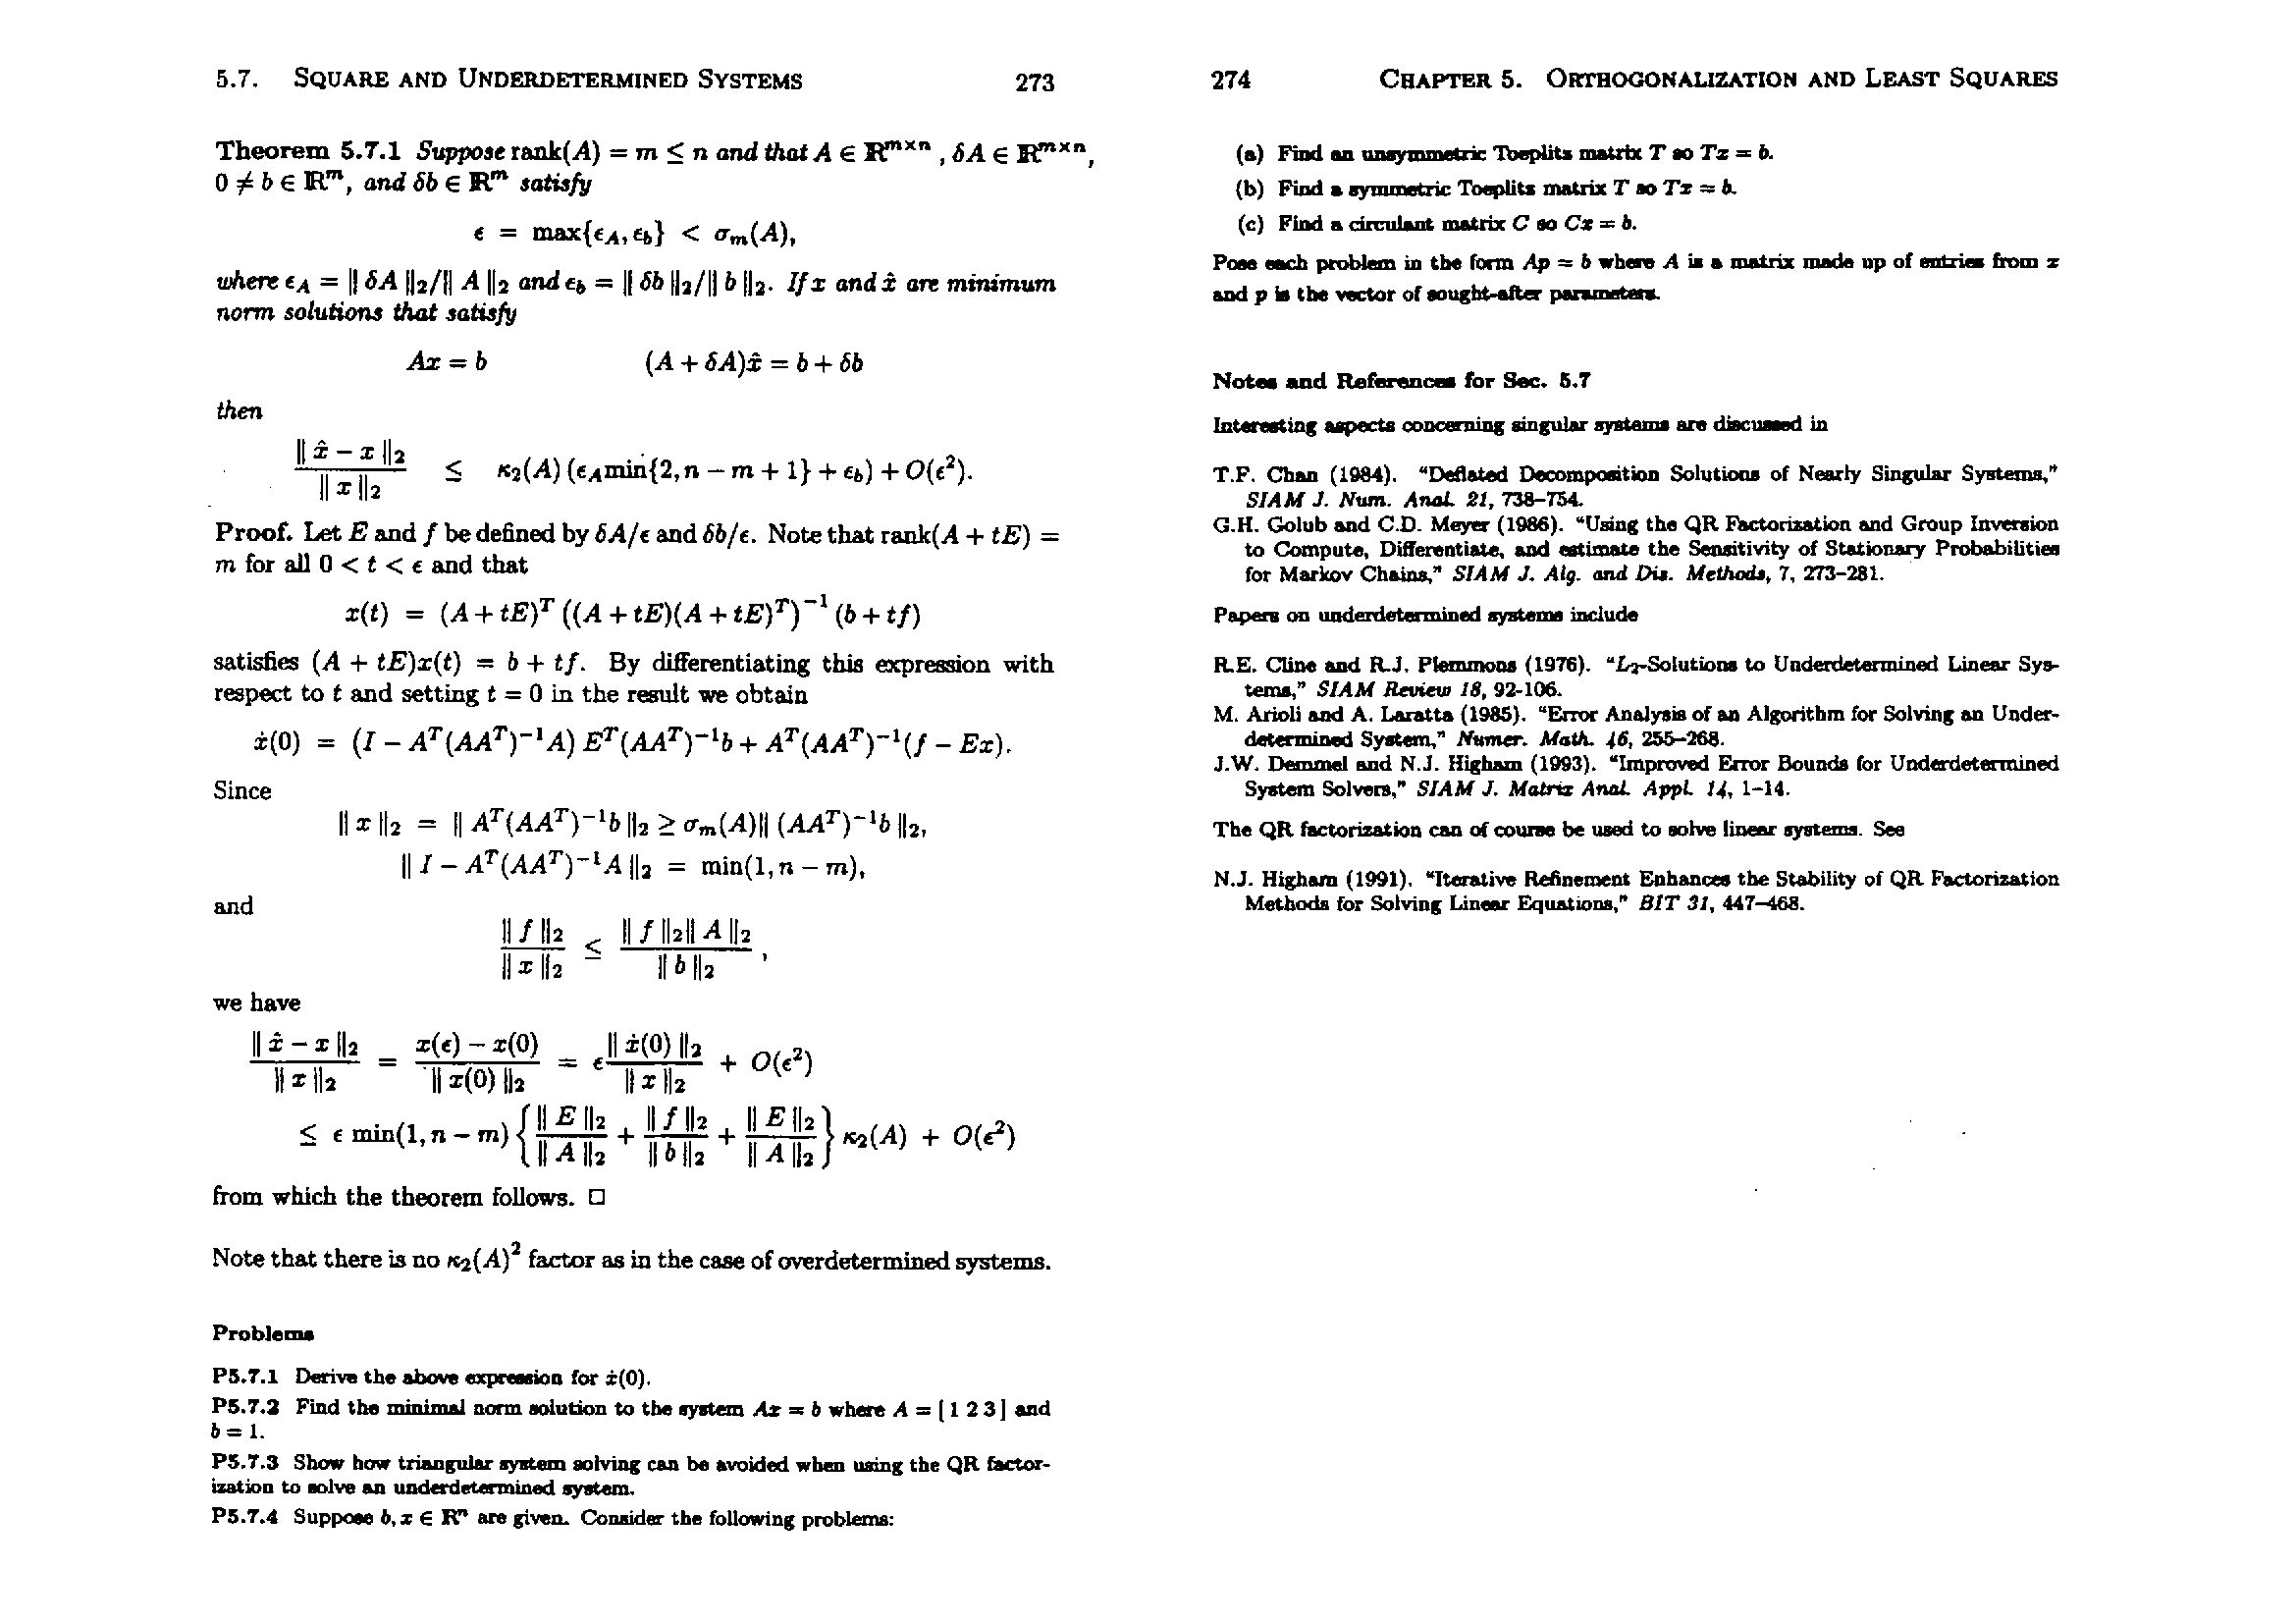 5.7. SQUARE AND UNDERDETERMINED SYSTEMS 273
Theorem 5.7.1 Suppose rank(A) = m ≤ n and that A ∈ ℝ^{m×n}, δA ∈ ℝ^{m×n},
0 ≠ b ∈ ℝ^m, and δb ∈ ℝ^m satisfy
ϵ = max{ϵ_A, ϵ_b} < σ_m(A),
where ϵ_A = ‖ δA ‖₂/‖ A ‖₂ and ϵ_b = ‖ δb ‖₂/‖ b ‖₂. If x and x̂ are minimum
norm solutions that satisfy
Ax = b (A + δA)x̂ = b + δb
then
‖ x̂ − x ‖₂ / ‖ x ‖₂ ≤ κ₂(A) (ϵ_A min{2, n − m + 1} + ϵ_b) + O(ϵ²).
Proof. Let E and f be defined by δA/ϵ and δb/ϵ. Note that rank(A + tE) =
m for all 0 < t < ϵ and that
x(t) = (A + tE)^T ((A + tE)(A + tE)^T)^{−1} (b + tf)
satisfies (A + tE)x(t) = b + tf. By differentiating this expression with
respect to t and setting t = 0 in the result we obtain
ẋ(0) = (I − A^T(AA^T)^{−1}A) E^T(AA^T)^{−1}b + A^T(AA^T)^{−1}(f − Ex).
Since
‖ x ‖₂ = ‖ A^T(AA^T)^{−1}b ‖₂ ≥ σ_m(A)‖ (AA^T)^{−1}b ‖₂,
‖ I − A^T(AA^T)^{−1}A ‖₂ = min(1, n − m),
and
‖ f ‖₂ / ‖ x ‖₂ ≤ ‖ f ‖₂‖ A ‖₂ / ‖ b ‖₂ ,
we have
‖ x̂ − x ‖₂ / ‖ x ‖₂ = x(ϵ) − x(0) / ‖ x(0) ‖₂ = ϵ ‖ ẋ(0) ‖₂ / ‖ x ‖₂ + O(ϵ²)
≤ ϵ min(1, n − m) { ‖ E ‖₂ / ‖ A ‖₂ + ‖ f ‖₂ / ‖ b ‖₂ + ‖ E ‖₂ / ‖ A ‖₂ } κ₂(A) + O(ϵ²)
from which the theorem follows. □
Note that there is no κ₂(A)² factor as in the case of overdetermined systems.
Problems
P5.7.1 Derive the above expression for ẋ(0).
P5.7.2 Find the minimal norm solution to the system Ax = b where A = [ 1 2 3 ] and
b = 1.
P5.7.3 Show how triangular system solving can be avoided when using the QR factor-
ization to solve an underdetermined system.
P5.7.4 Suppose b, x ∈ ℝ^n are given. Consider the following problems:
274 CHAPTER 5. ORTHOGONALIZATION AND LEAST SQUARES
(a) Find an unsymmetric Toeplitz matrix T so Tx = b.
(b) Find a symmetric Toeplitz matrix T so Tx = b.
(c) Find a circulant matrix C so Cx = b.
Pose each problem in the form Ap = b where A is a matrix made up of entries from x
and p is the vector of sought-after parameters.
Notes and References for Sec. 5.7
Interesting aspects concerning singular systems are discussed in
T.F. Chan (1984). "Deflated Decomposition Solutions of Nearly Singular Systems,"
SIAM J. Num. Anal. 21, 738–754.
G.H. Golub and C.D. Meyer (1986). "Using the QR Factorization and Group Inversion
to Compute, Differentiate, and estimate the Sensitivity of Stationary Probabilities
for Markov Chains," SIAM J. Alg. and Dis. Methods, 7, 273–281.
Papers on underdetermined systems include
R.E. Cline and R.J. Plemmons (1976). "L₂-Solutions to Underdetermined Linear Sys-
tems," SIAM Review 18, 92-106.
M. Arioli and A. Laratta (1985). "Error Analysis of an Algorithm for Solving an Under-
determined System," Numer. Math. 46, 255–268.
J.W. Demmel and N.J. Higham (1993). "Improved Error Bounds for Underdetermined
System Solvers," SIAM J. Matrix Anal. Appl. 14, 1–14.
The QR factorization can of course be used to solve linear systems. See
N.J. Higham (1991). "Iterative Refinement Enhances the Stability of QR Factorization
Methods for Solving Linear Equations," BIT 31, 447–468.